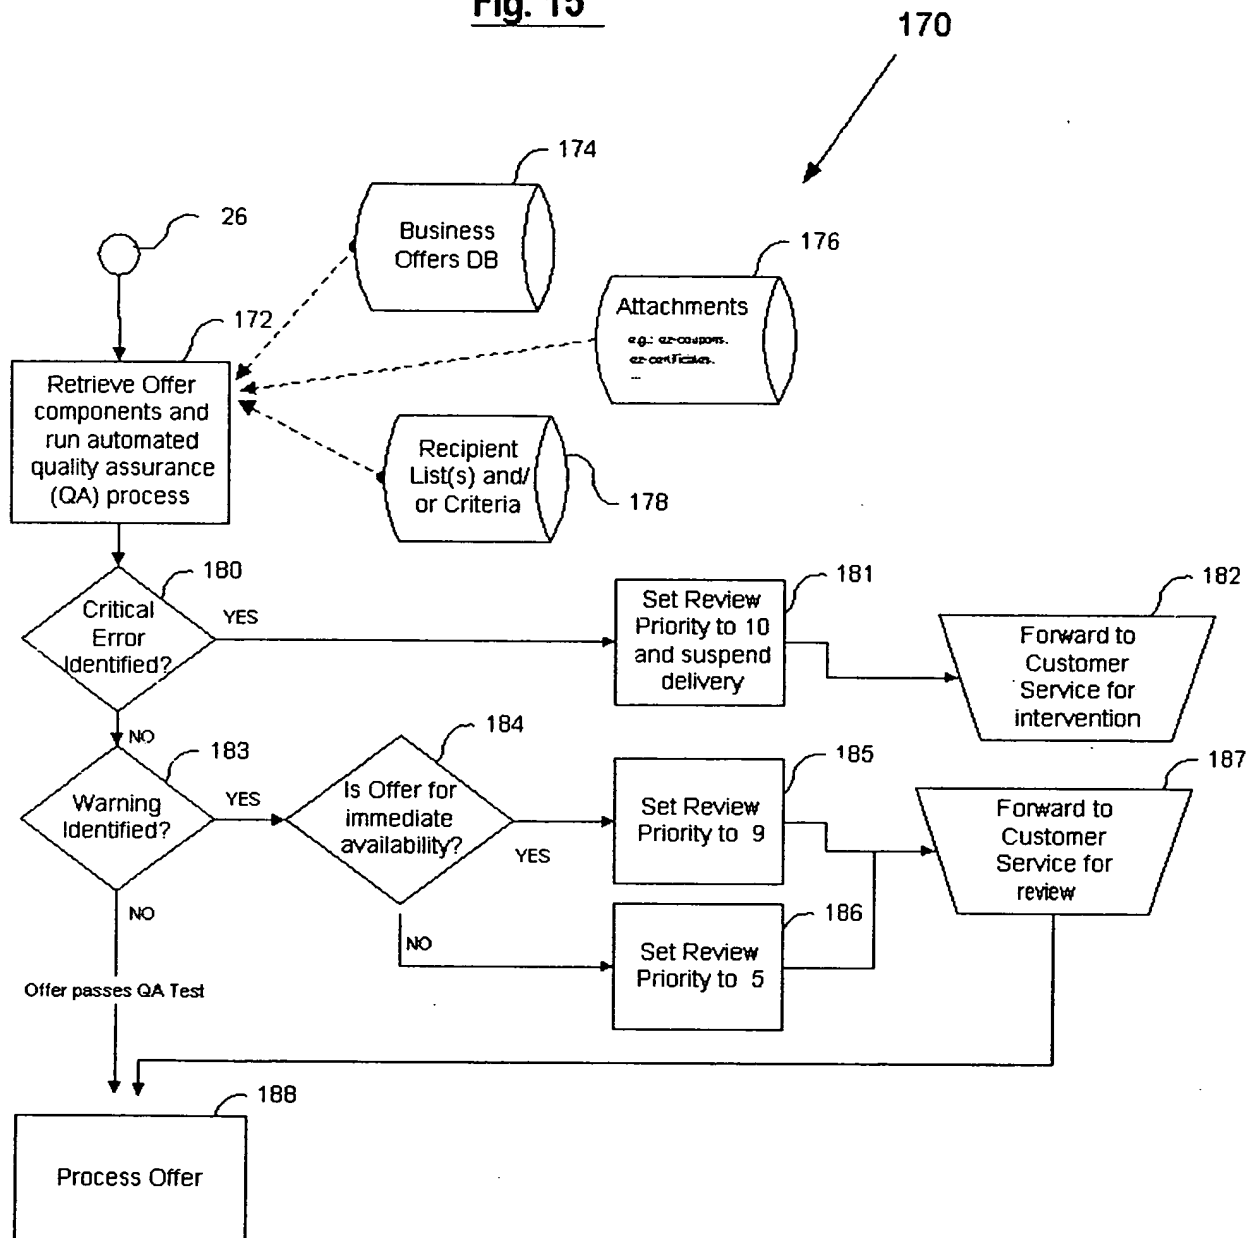 Fig. 15
170
174
26
Business
Offers DB
176
172
Attachments
e.g.: ez-coupons,
ez-certificates,
...
Retrieve Offer
components and
run automated
quality assurance
(QA) process
Recipient
List(s) and/
or Criteria
178
180
Critical
Error
Identified?
YES
181
Set Review
Priority to 10
and suspend
delivery
182
Forward to
Customer
Service for
intervention
NO
183
Warning
Identified?
YES
184
Is Offer for
immediate
availability?
YES
185
Set Review
Priority to 9
187
Forward to
Customer
Service for
review
NO
NO
186
Set Review
Priority to 5
Offer passes QA Test
188
Process Offer